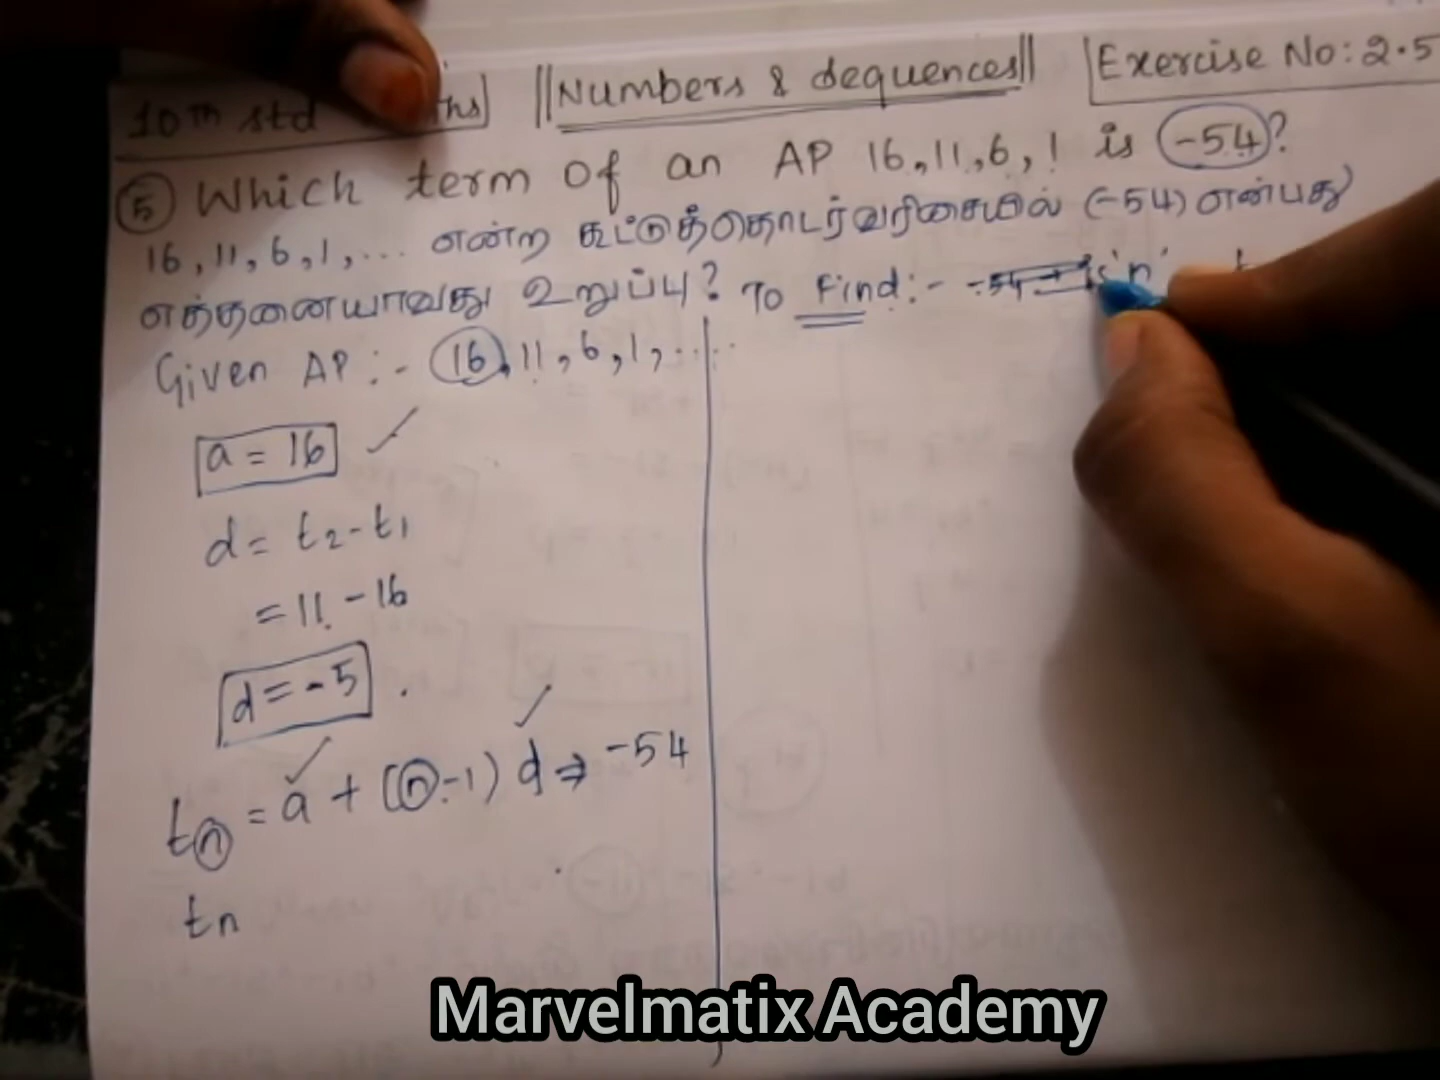 10th std ths Numbers & Sequences Exercise No: 2.5
5 Which term of an AP 16, 11, 6, 1 is -54?
16, 11, 6, 1, ... என்ற கூட்டுத்தொடர்வரிசையில் (-54) என்பது
எத்தனையாவது உறுப்பு? To Find:- is 'n'
Given AP :- 16, 11, 6, 1, .....
a = 16
d = t2 - t1
= 11 - 16
d = -5
tn = a + (n-1) d ⇒ -54
tn
Marvelmatix Academy